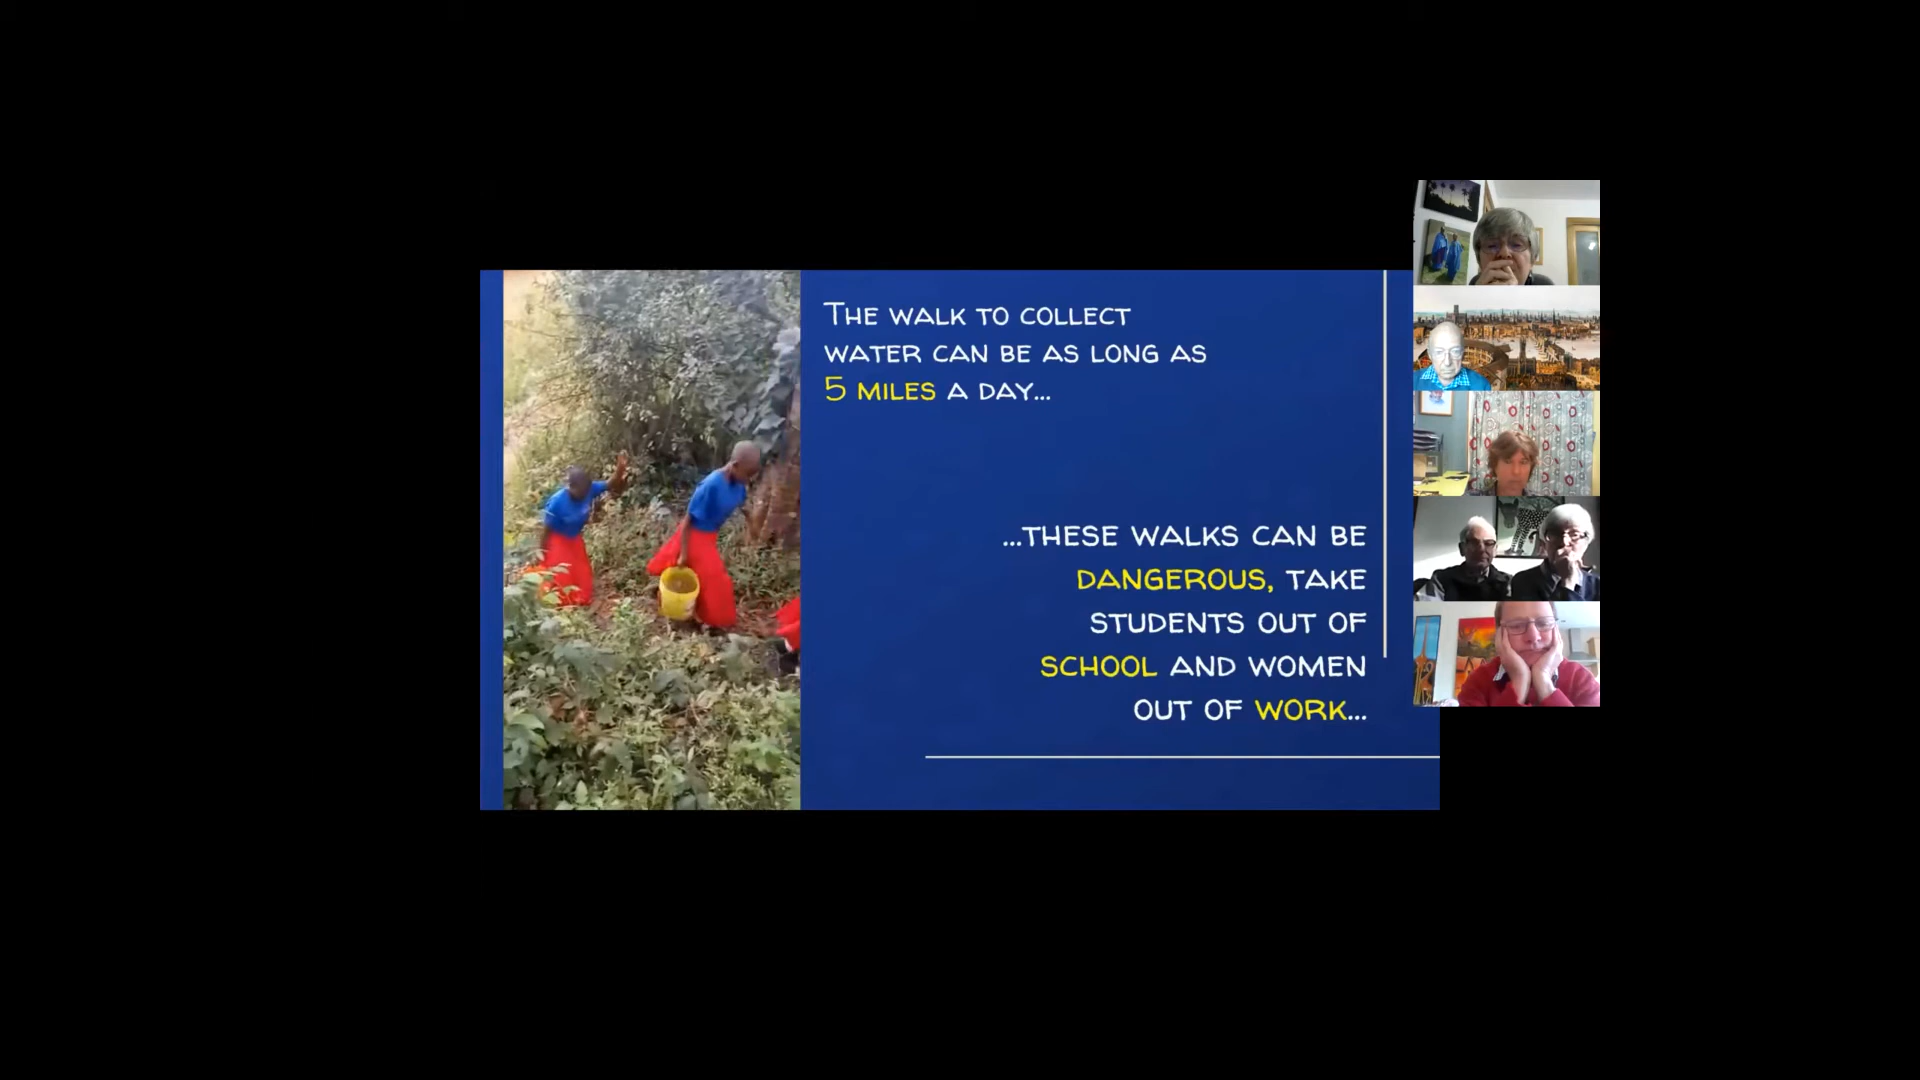 THE WALK TO COLLECT
WATER CAN BE AS LONG AS
5 MILES A DAY...
...THESE WALKS CAN BE
DANGEROUS, TAKE
STUDENTS OUT OF
SCHOOL AND WOMEN
OUT OF WORK...